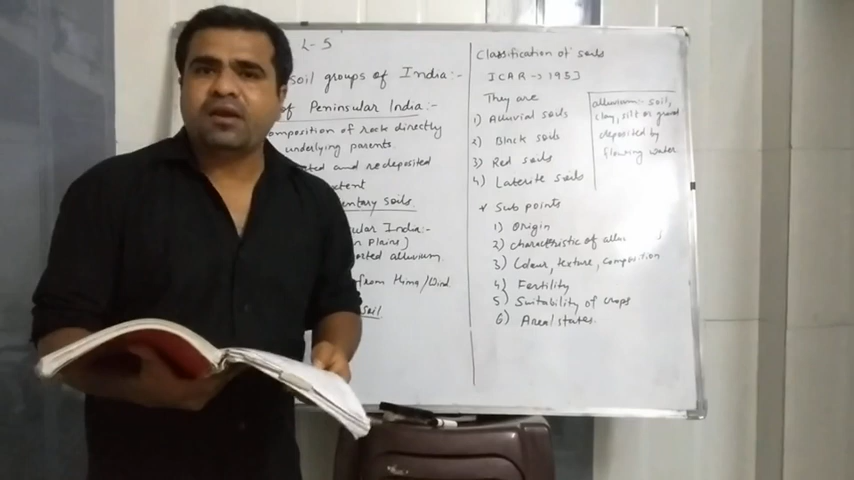 L-5
soil groups of India:-
of Peninsular India:-
omposition of rock directly
underlying parents.
ted and redeposited
tent
entary soils.
ular India:-
n Plains)
orted alluvium.
from Hima/Wind.
soil
Classification of soils
ICAR → 1953
They are
1) Alluvial soils
2) Black soils
3) Red soils
4) Laterite soils
alluvium:- soil,
clay, silt or gravel
deposited by
flowing water
Sub points
1) Origin
2) characteristic of allu s
3) Colour, texture, composition
4) Fertility
5) Suitability of crops
6) Area/states.